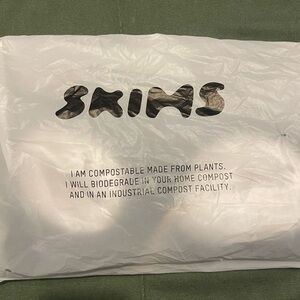 SKIMS
I AM COMPOSTABLE MADE FROM PLANTS.
I WILL BIODEGRADE IN YOUR HOME COMPOST
AND IN AN INDUSTRIAL COMPOST FACILITY.